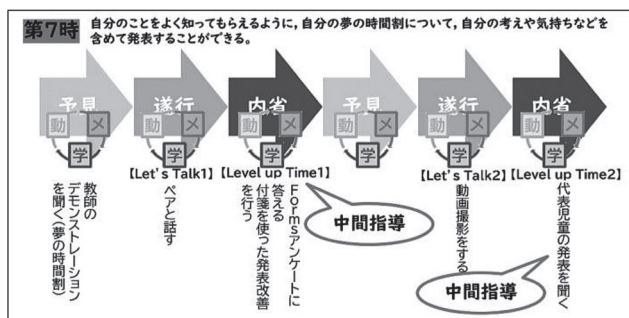 第7時
自分のことをよく知ってもらえるように，自分の夢の時間割について，自分の考えや気持ちなどを
含めて発表することができる。
予見
動
メ
学
遂行
動
メ
学
内省
動
メ
学
予見
動
メ
学
遂行
動
メ
学
内省
動
メ
学
【Let's Talk1】
【Level up Time1】
【Let's Talk2】
【Level up Time2】
教師の
デモンストレーション
を聞く(夢の時間割)
ペアと話す
Formsアンケートに
答える
付箋を使った発表改善
を行う
中間指導
動画撮影をする
中間指導
代表児童の発表を聞く